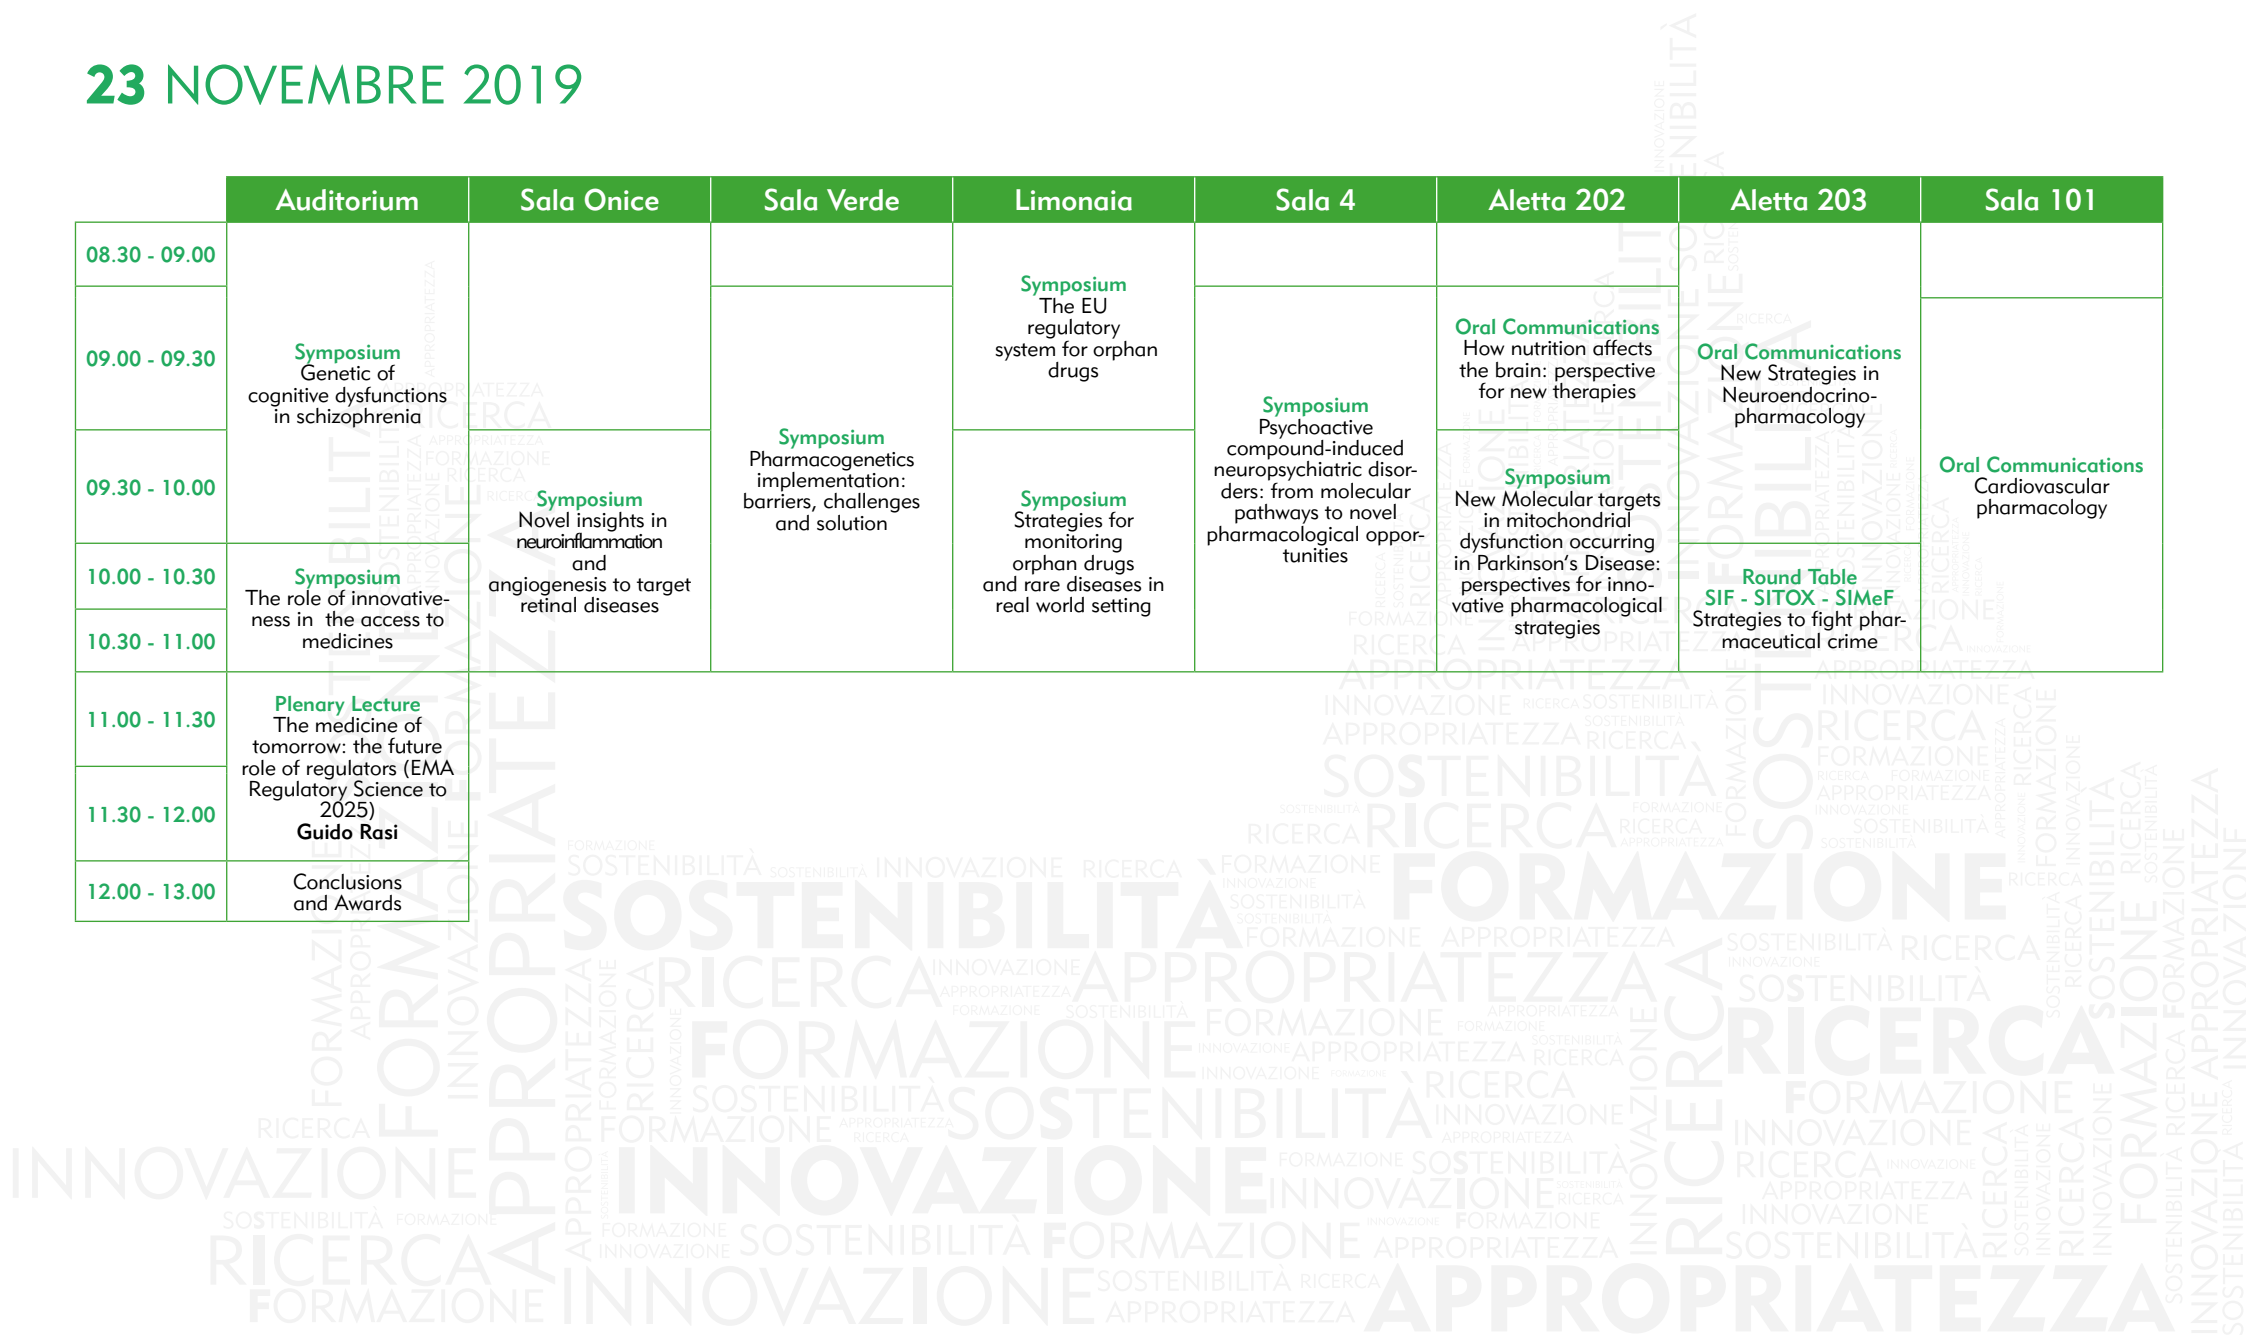 23 NOVEMBRE 2019
Auditorium
Sala Onice
Sala Verde
Limonaia
Sala 4
Aletta 202
Aletta 203
Sala 101
08.30 - 09.00
09.00 - 09.30
09.30 - 10.00
10.00 - 10.30
10.30 - 11.00
11.00 - 11.30
11.30 - 12.00
12.00 - 13.00
Symposium
Genetic of
cognitive dysfunctions
in schizophrenia
Symposium
The role of innovative-
ness in the access to
medicines
Plenary Lecture
The medicine of
tomorrow: the future
role of regulators (EMA
Regulatory Science to
2025)
Guido Rasi
Conclusions
and Awards
Symposium
Novel insights in
neuroinflammation
and
angiogenesis to target
retinal diseases
Symposium
Pharmacogenetics
implementation:
barriers, challenges
and solution
Symposium
The EU
regulatory
system for orphan
drugs
Symposium
Strategies for
monitoring
orphan drugs
and rare diseases in
real world setting
Symposium
Psychoactive
compound-induced
neuropsychiatric disor-
ders: from molecular
pathways to novel
pharmacological oppor-
tunities
Oral Communications
How nutrition affects
the brain: perspective
for new therapies
Symposium
New Molecular targets
in mitochondrial
dysfunction occurring
in Parkinson's Disease:
perspectives for inno-
vative pharmacological
strategies
Oral Communications
New Strategies in
Neuroendocrino-
pharmacology
Round Table
SIF - SITOX - SIMeF
Strategies to fight phar-
maceutical crime
Oral Communications
Cardiovascular
pharmacology
SOSTENIBILITÀ
FORMAZIONE
RICERCA
APPROPRIATEZZA
INNOVAZIONE